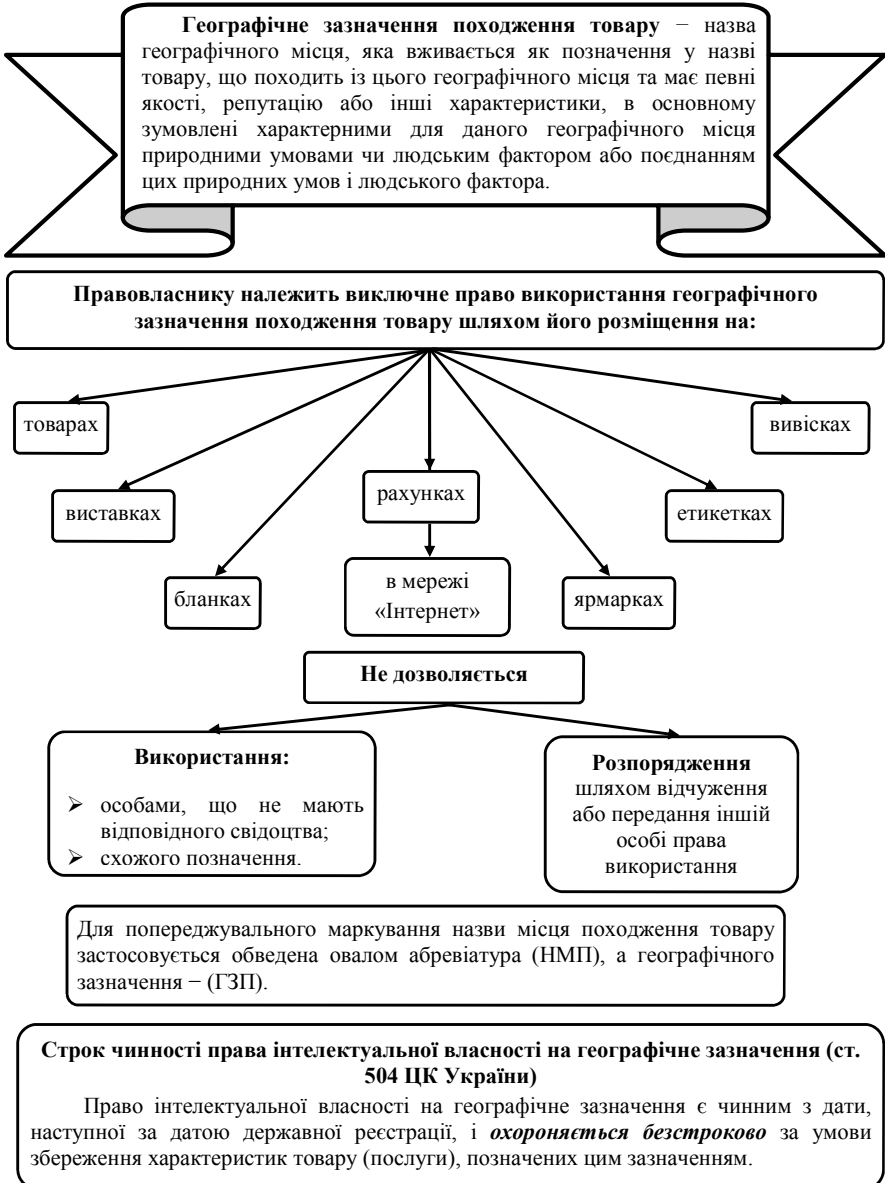 Географічне зазначення походження товару − назва
географічного місця, яка вживається як позначення у назві
товару, що походить із цього географічного місця та має певні
якості, репутацію або інші характеристики, в основному
зумовлені характерними для даного географічного місця
природними умовами чи людським фактором або поєднанням
цих природних умов і людського фактора.
Правовласнику належить виключне право використання географічного
зазначення походження товару шляхом його розміщення на:
товарах
вивісках
виставках
рахунках
етикетках
бланках
в мережі
«Інтернет»
ярмарках
Не дозволяється
Використання:
➢ особами, що не мають
відповідного свідоцтва;
➢ схожого позначення.
Розпорядження
шляхом відчуження
або передання іншій
особі права
використання
Для попереджувального маркування назви місця походження товару
застосовується обведена овалом абревіатура (НМП), а географічного
зазначення − (ГЗП).
Строк чинності права інтелектуальної власності на географічне зазначення (ст.
504 ЦК України)
Право інтелектуальної власності на географічне зазначення є чинним з дати,
наступної за датою державної реєстрації, і охороняється безстроково за умови
збереження характеристик товару (послуги), позначених цим зазначенням.